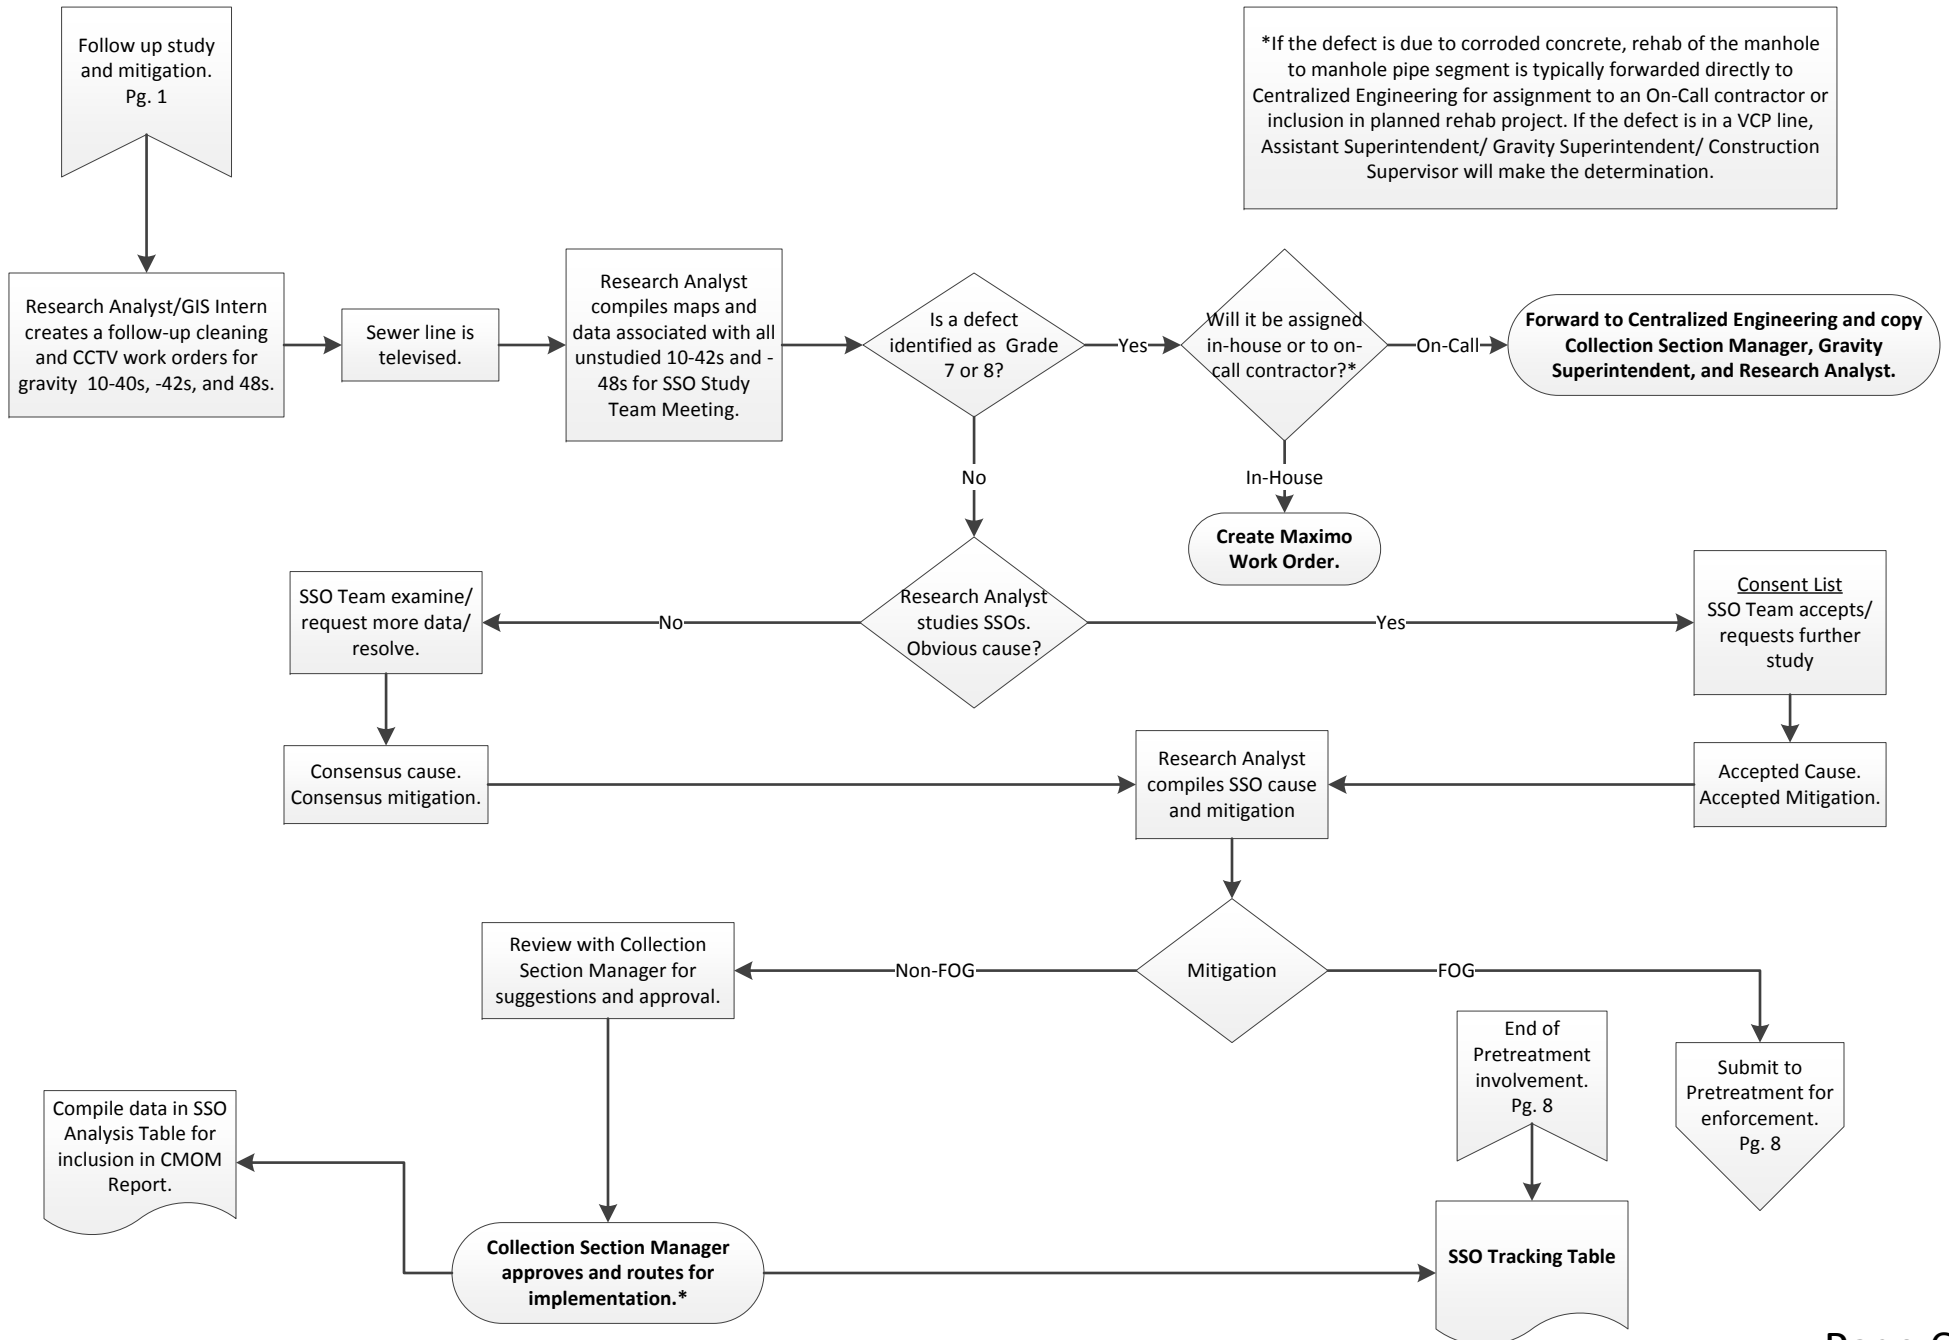 Follow up study
and mitigation.
Pg. 1
*If the defect is due to corroded concrete, rehab of the manhole
to manhole pipe segment is typically forwarded directly to
Centralized Engineering for assignment to an On-Call contractor or
inclusion in planned rehab project. If the defect is in a VCP line,
Assistant Superintendent/ Gravity Superintendent/ Construction
Supervisor will make the determination.
Research Analyst/GIS Intern
creates a follow-up cleaning
and CCTV work orders for
gravity 10-40s, -42s, and 48s.
Sewer line is
televised.
Research Analyst
compiles maps and
data associated with all
unstudied 10-42s and -
48s for SSO Study
Team Meeting.
Is a defect
identified as Grade
7 or 8?
Yes
Will it be assigned
in-house or to on-
call contractor?*
On-Call
Forward to Centralized Engineering and copy
Collection Section Manager, Gravity
Superintendent, and Research Analyst.
No
In-House
Create Maximo
Work Order.
SSO Team examine/
request more data/
resolve.
No
Research Analyst
studies SSOs.
Obvious cause?
Yes
Consent List
SSO Team accepts/
requests further
study
Consensus cause.
Consensus mitigation.
Research Analyst
compiles SSO cause
and mitigation
Accepted Cause.
Accepted Mitigation.
Review with Collection
Section Manager for
suggestions and approval.
Non-FOG
Mitigation
FOG
End of
Pretreatment
involvement.
Pg. 8
Submit to
Pretreatment for
enforcement.
Pg. 8
Compile data in SSO
Analysis Table for
inclusion in CMOM
Report.
Collection Section Manager
approves and routes for
implementation.*
SSO Tracking Table